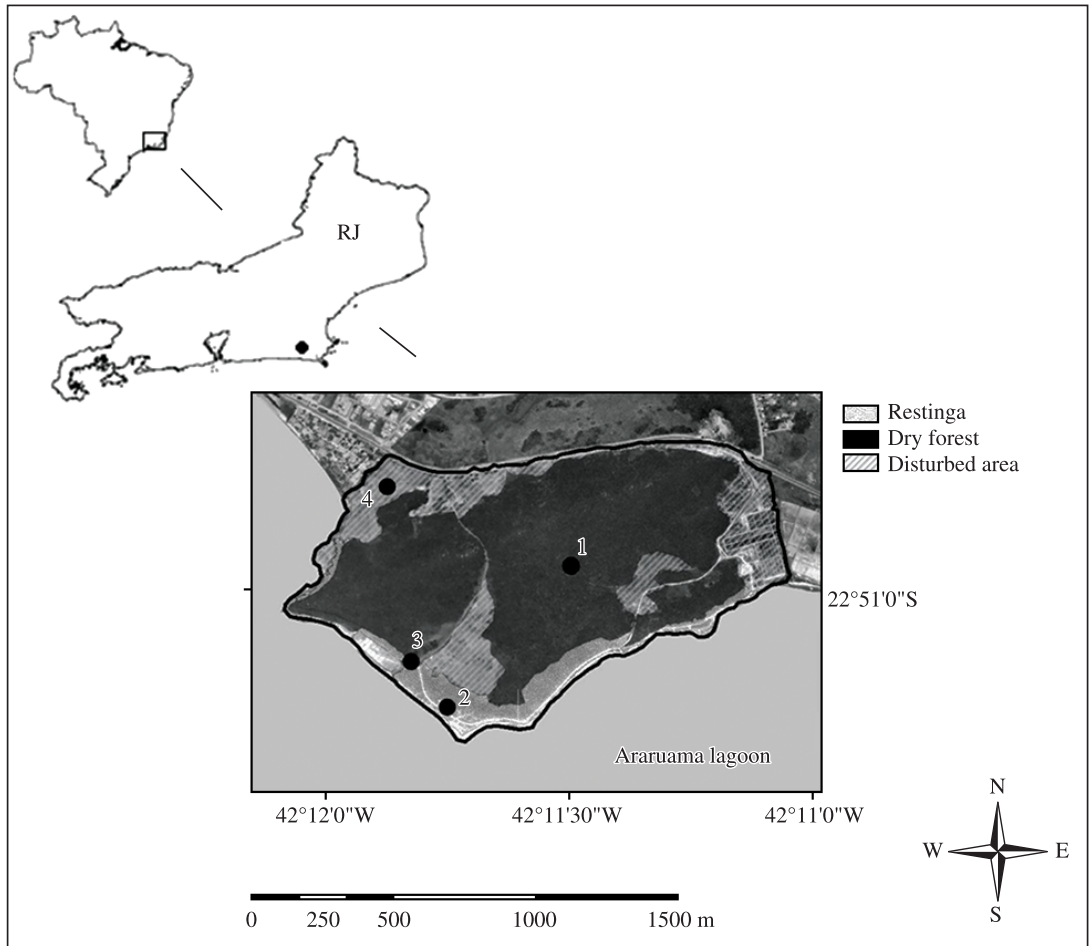 RJ
Restinga
Dry forest
Disturbed area
4
1
22°51'0"S
3
2
Araruama lagoon
42°12'0"W
42°11'30"W
42°11'0"W
N
W
E
S
0 250 500 1000 1500 m